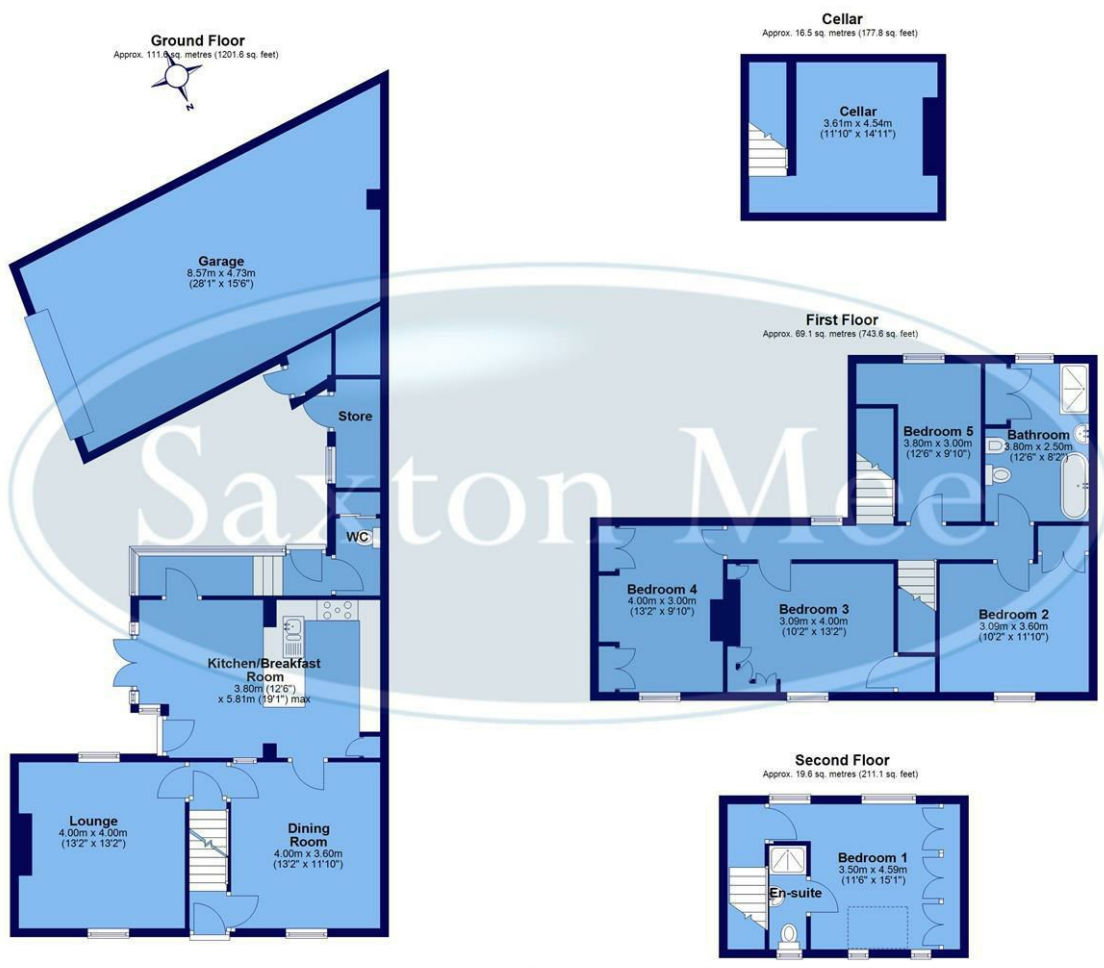 Ground Floor
Approx. 111.6 sq. metres (1201.6 sq. feet)
N
Garage
8.57m x 4.73m
(28'1" x 15'6")
Store
WC
Kitchen/Breakfast
Room
3.80m (12'6")
x 5.81m (19'1") max
Lounge
4.00m x 4.00m
(13'2" x 13'2")
Dining
Room
4.00m x 3.60m
(13'2" x 11'10")
Cellar
Approx. 16.5 sq. metres (177.8 sq. feet)
Cellar
3.61m x 4.54m
(11'10" x 14'11")
First Floor
Approx. 69.1 sq. metres (743.6 sq. feet)
Bedroom 5
3.80m x 3.00m
(12'6" x 9'10")
Bathroom
3.80m x 2.50m
(12'6" x 8'2")
Bedroom 4
4.00m x 3.00m
(13'2" x 9'10")
Bedroom 3
3.09m x 4.00m
(10'2" x 13'2")
Bedroom 2
3.09m x 3.60m
(10'2" x 11'10")
Second Floor
Approx. 19.6 sq. metres (211.1 sq. feet)
Bedroom 1
3.50m x 4.59m
(11'6" x 15'1")
En-suite
Saxton Mee